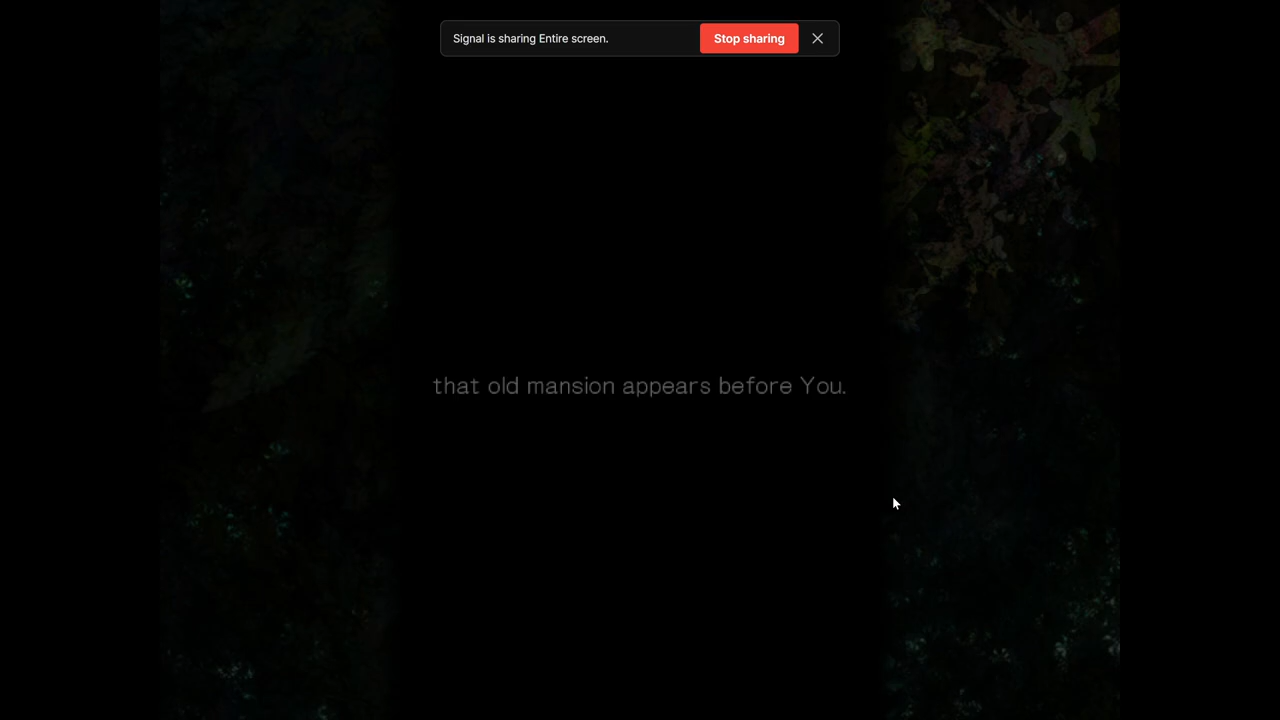 Signal is sharing Entire screen.
Stop sharing
that old mansion appears before You.